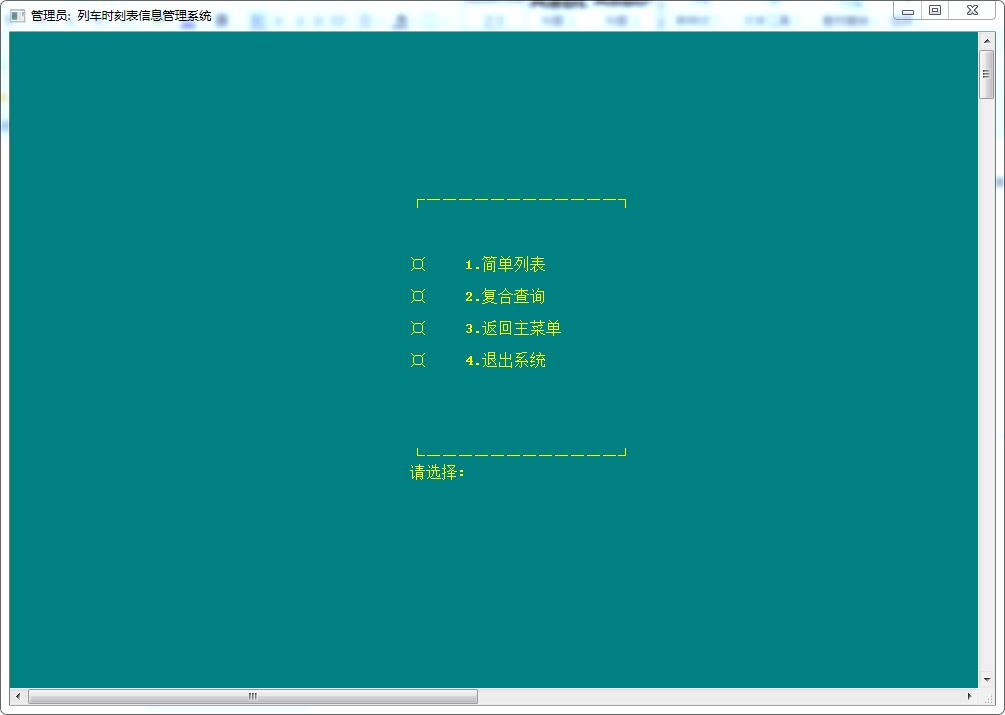 管理员: 列车时刻表信息管理系统
¤ 1.简单列表
¤ 2.复合查询
¤ 3.返回主菜单
¤ 4.退出系统
请选择: